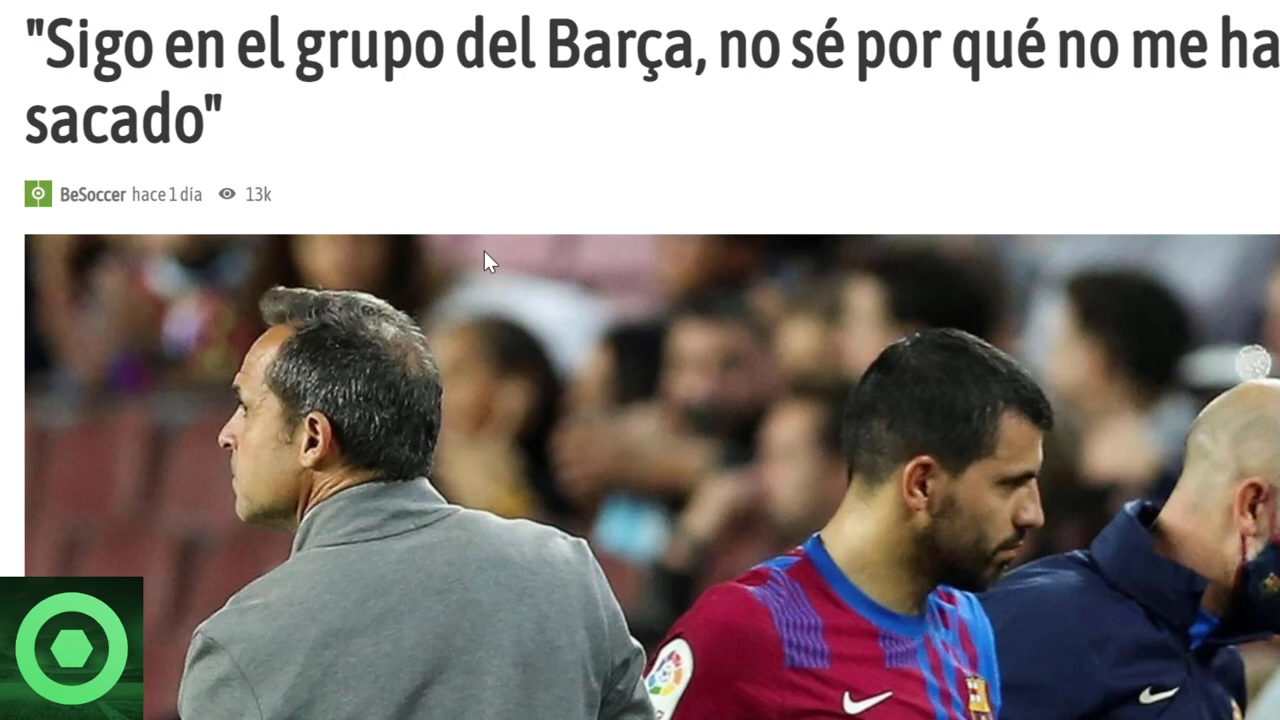 "Sigo en el grupo del Barça, no sé por qué no me ha
sacado"
BeSoccer hace 1 día 13k